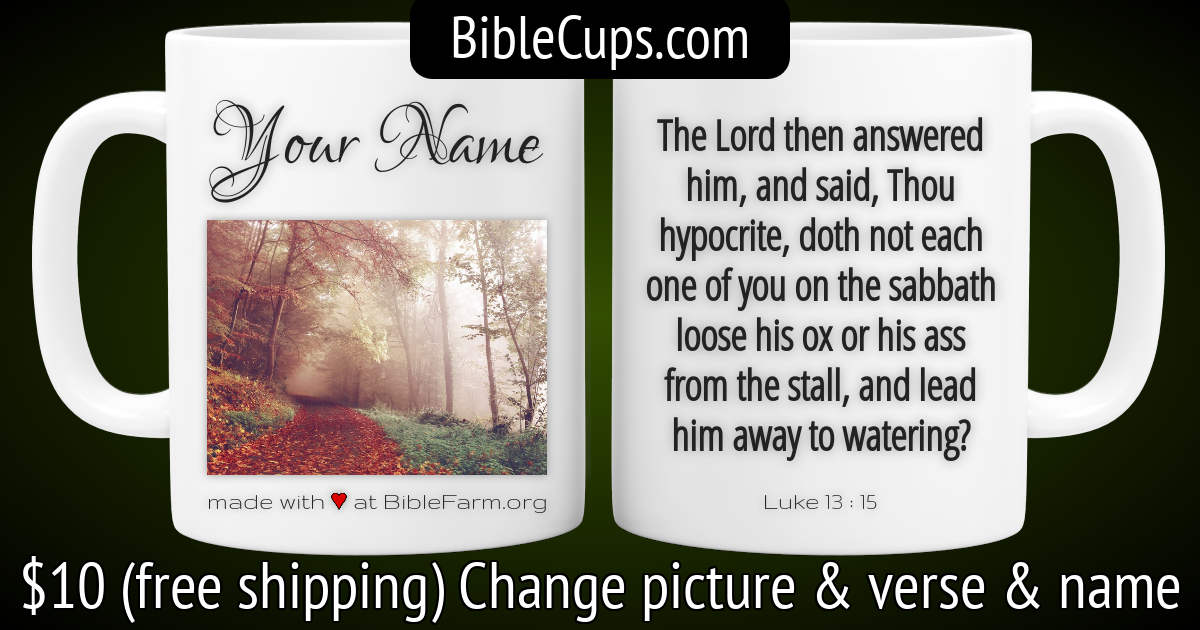 BibleCups.com
Your Name
made with ♥ at BibleFarm.org
The Lord then answered
him, and said, Thou
hypocrite, doth not each
one of you on the sabbath
loose his ox or his ass
from the stall, and lead
him away to watering?
Luke 13 : 15
$10 (free shipping) Change picture & verse & name